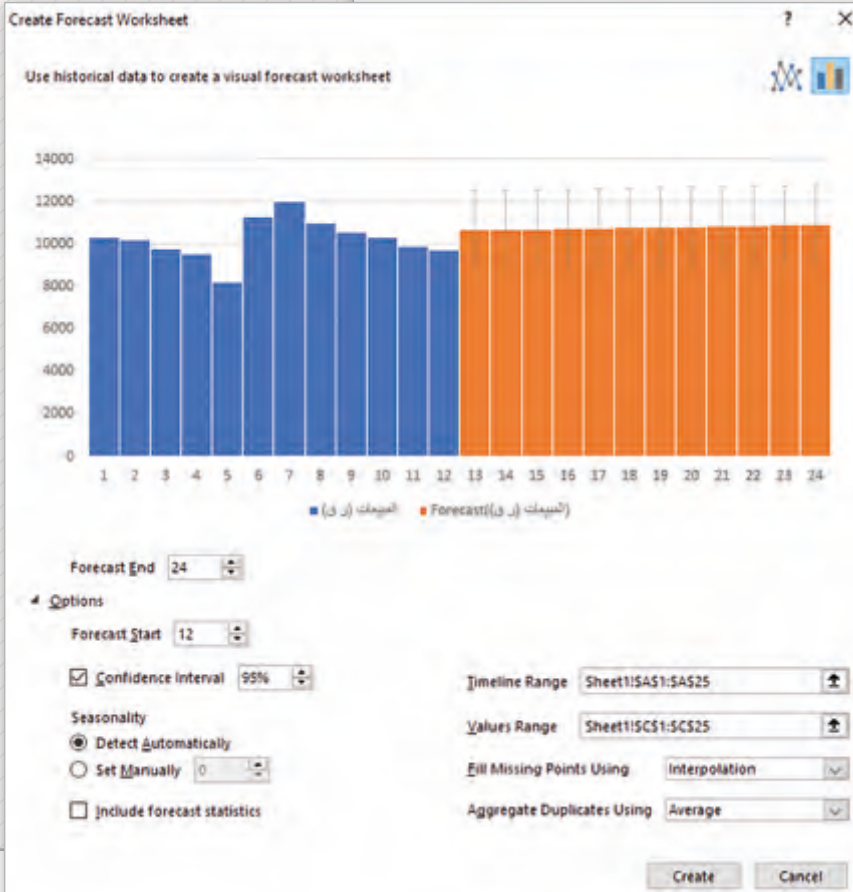 Create Forecast Worksheet
?
×
Use historical data to create a visual forecast worksheet
14000
12000
10000
8000
6000
4000
2000
0
1 2 3 4 5 6 7 8 9 10 11 12 13 14 15 16 17 18 19 20 21 22 23 24
المبيعات (ر ق) Forecast(المبيعات (ر ق))
Forecast End 24
Options
Forecast Start 12
Confidence Interval 95%
Seasonality
Detect Automatically
Set Manually 0
Include forecast statistics
Timeline Range Sheet1!$A$1:$A$25
Values Range Sheet1!$C$1:$C$25
Fill Missing Points Using Interpolation
Aggregate Duplicates Using Average
Create Cancel